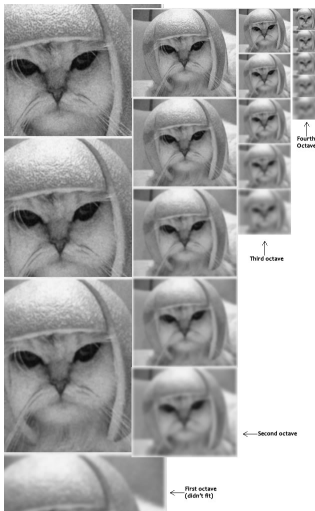 Fourth
Octave
Third octave
Second octave
First octave
(didn't fit)